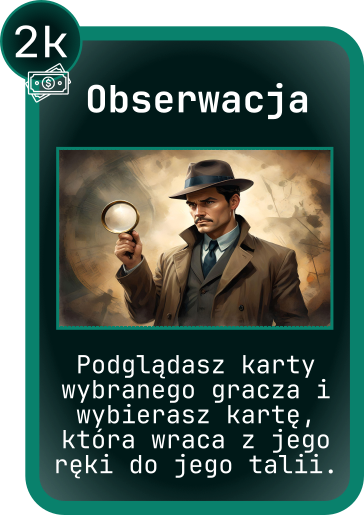 2k
Obserwacja
Podglądasz karty
wybranego gracza i
wybierasz kartę,
która wraca z jego
ręki do jego talii.